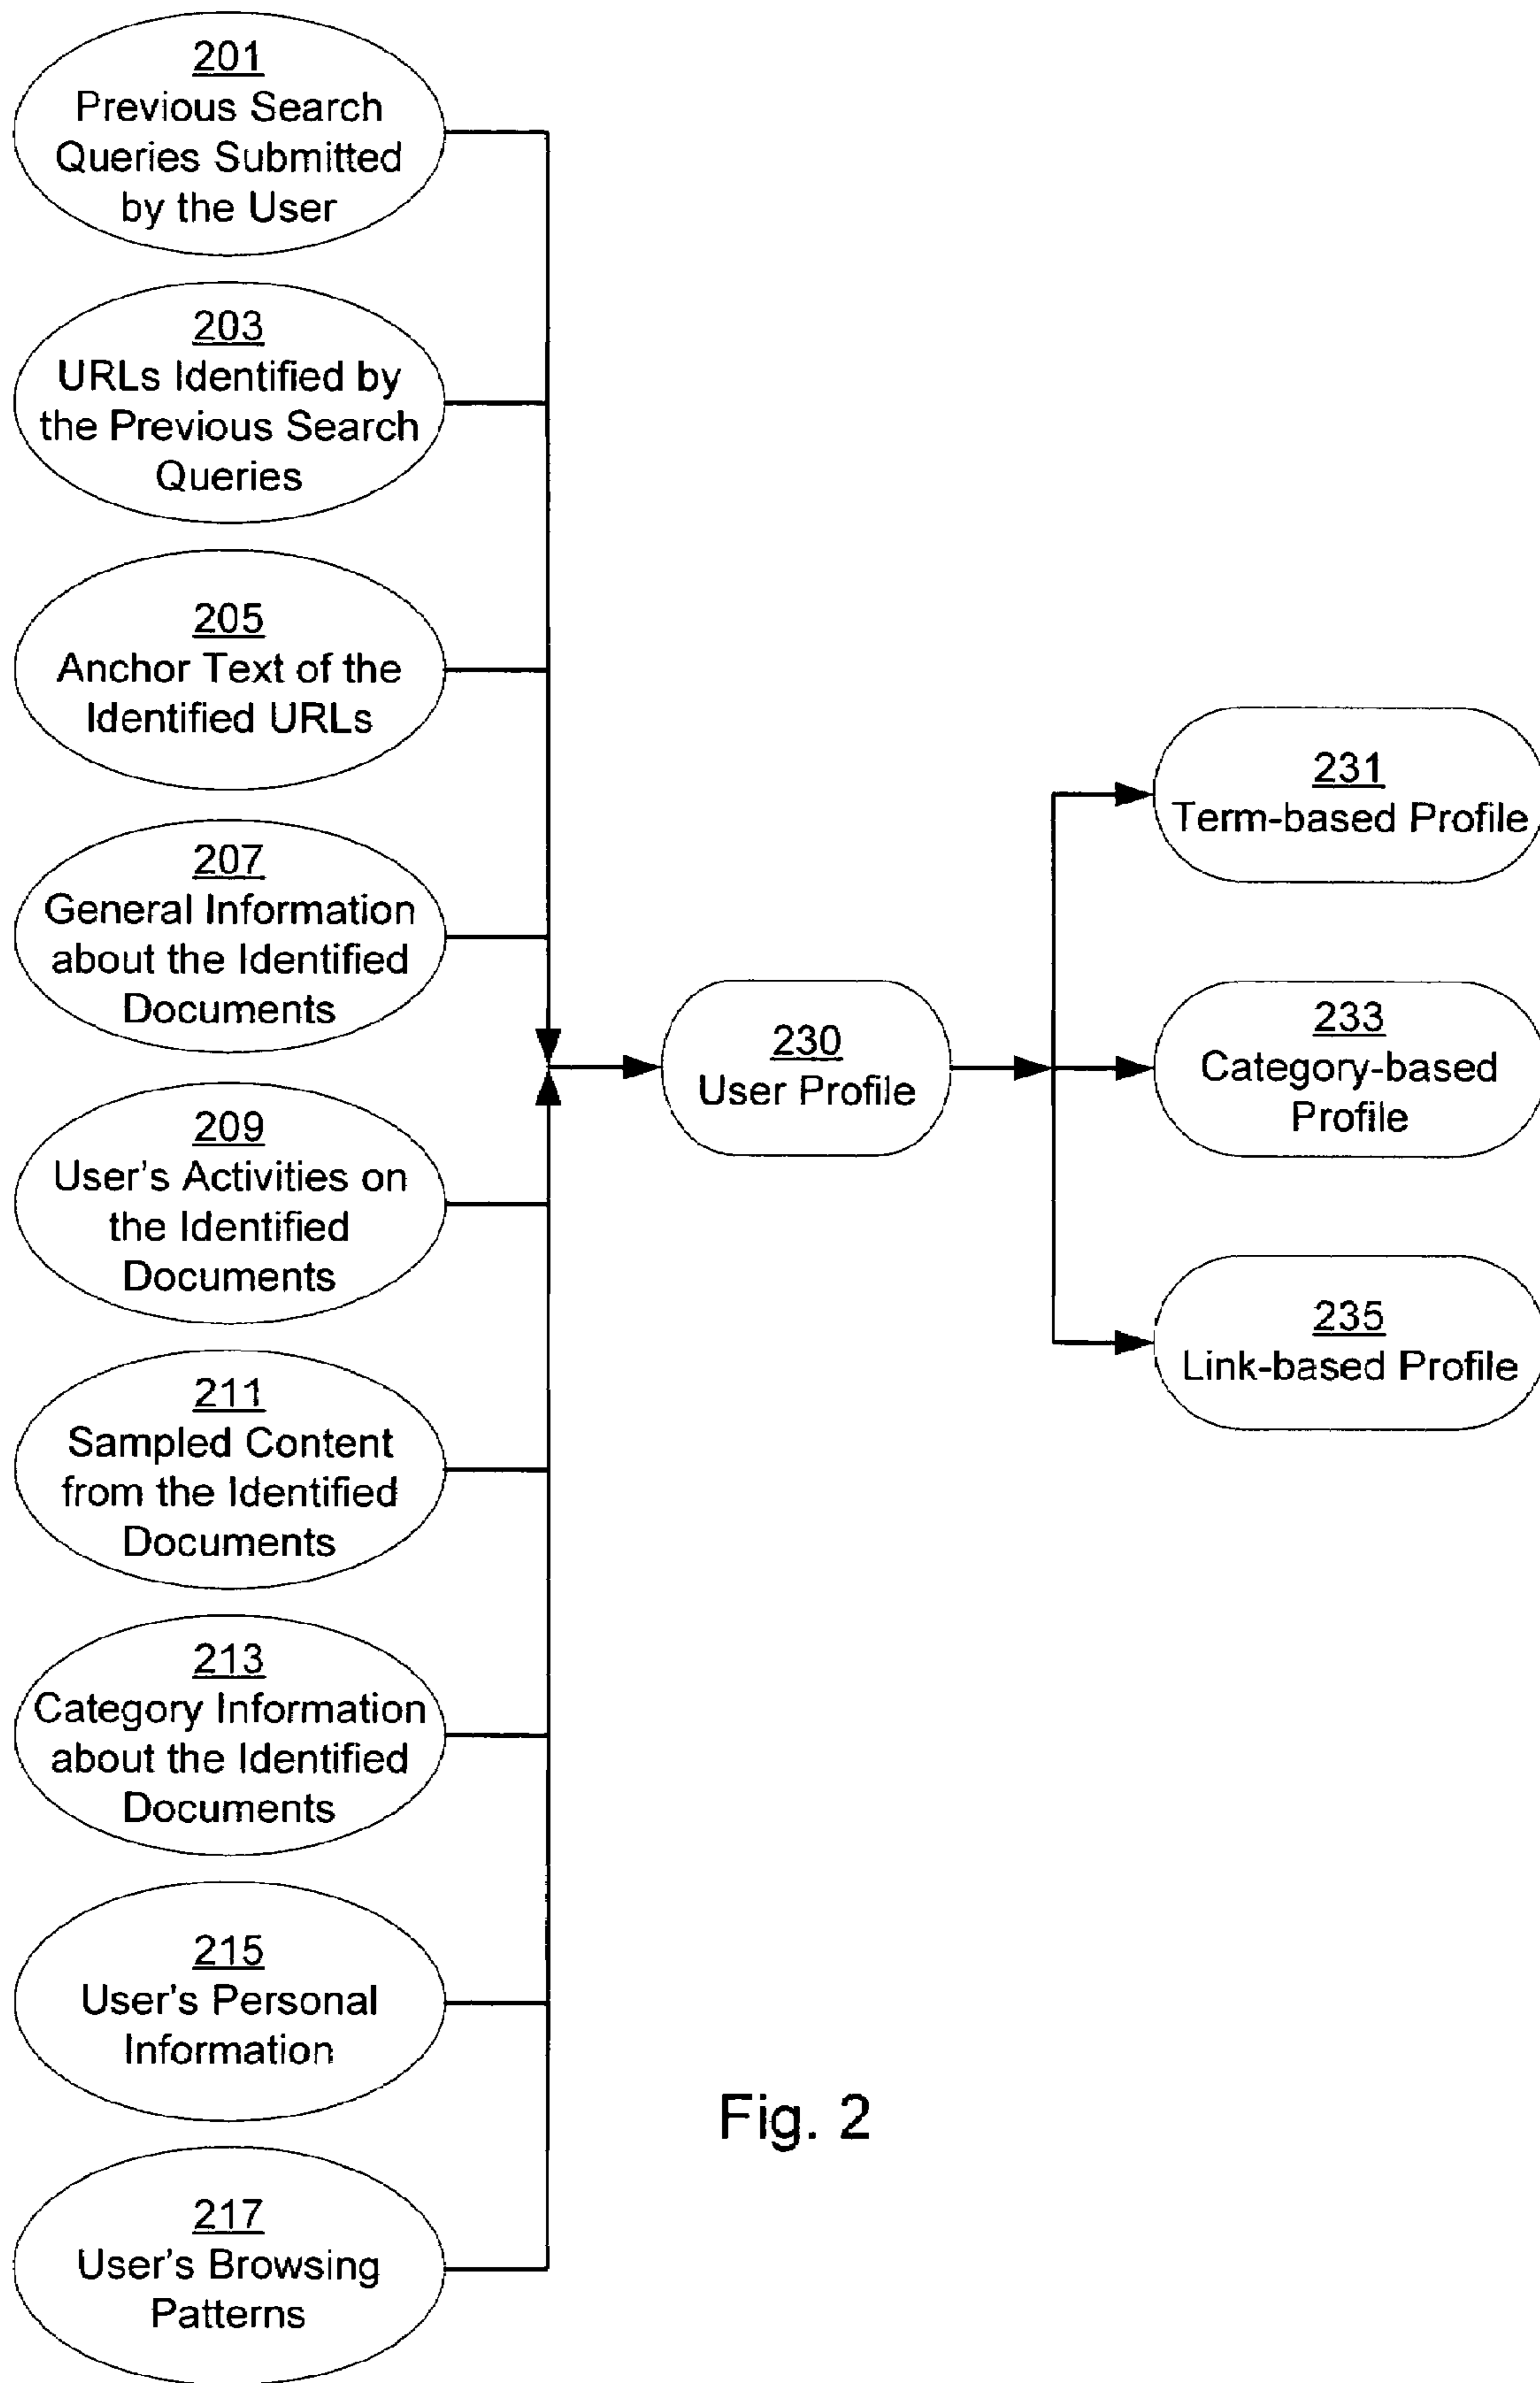 201
Previous Search
Queries Submitted
by the User
203
URLs Identified by
the Previous Search
Queries
205
Anchor Text of the
Identified URLs
207
General Information
about the Identified
Documents
209
User's Activities on
the Identified
Documents
211
Sampled Content
from the Identified
Documents
213
Category Information
about the Identified
Documents
215
User's Personal
Information
217
User's Browsing
Patterns
230
User Profile
231
Term-based Profile
233
Category-based
Profile
235
Link-based Profile
Fig. 2